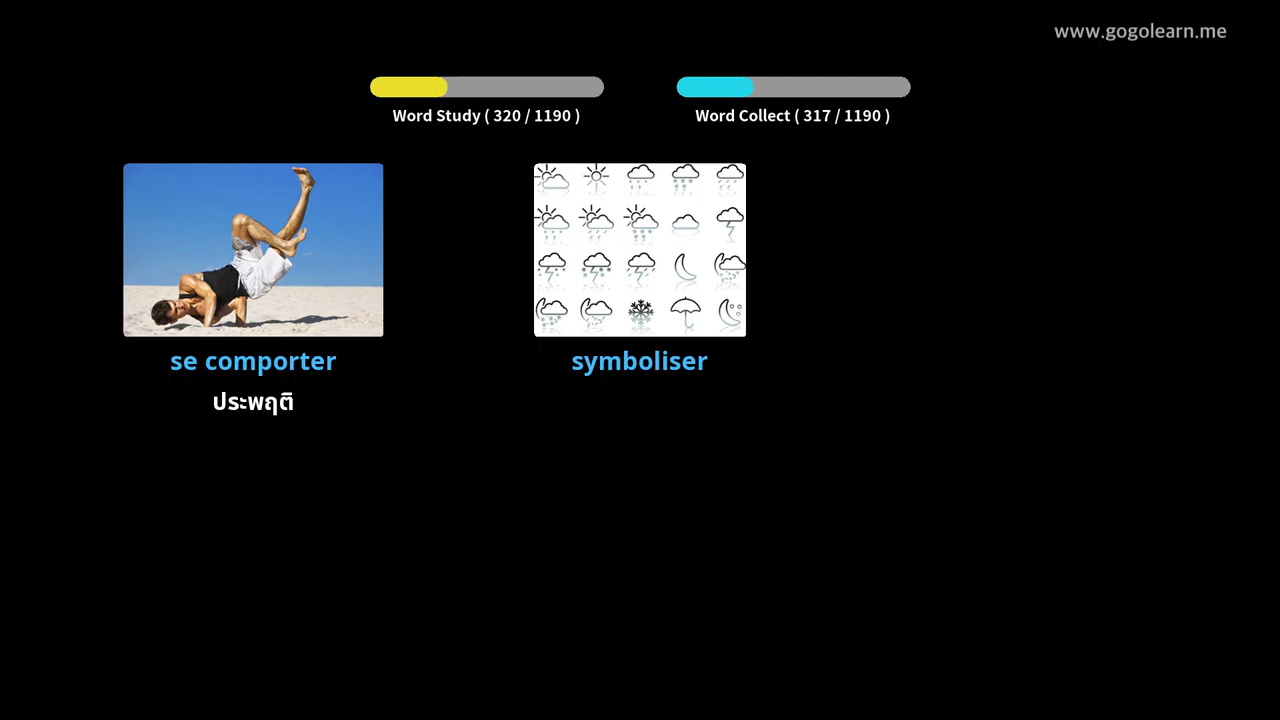 www.gogolearn.me
Word Study ( 320 / 1190 )
Word Collect ( 317 / 1190 )
se comporter
symboliser
ประพฤติ